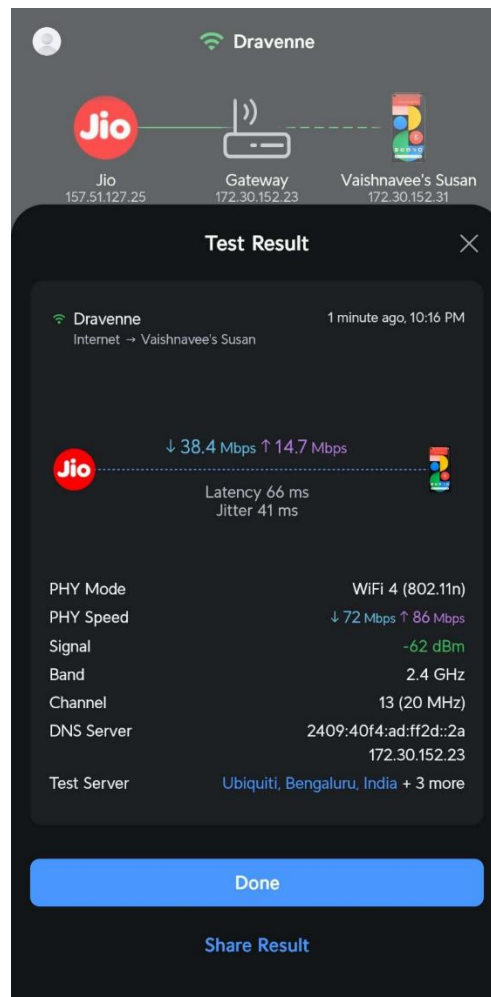 Dravenne
Jio
Jio
157.51.127.25
Gateway
172.30.152.23
Vaishnavee's Susan
172.30.152.31
Test Result
Dravenne
1 minute ago, 10:16 PM
Internet → Vaishnavee's Susan
↓ 38.4 Mbps ↑ 14.7 Mbps
Jio
Latency 66 ms
Jitter 41 ms
PHY Mode WiFi 4 (802.11n)
PHY Speed ↓ 72 Mbps ↑ 86 Mbps
Signal -62 dBm
Band 2.4 GHz
Channel 13 (20 MHz)
DNS Server 2409:40f4:ad:ff2d::2a
172.30.152.23
Test Server Ubiquiti, Bengaluru, India + 3 more
Done
Share Result